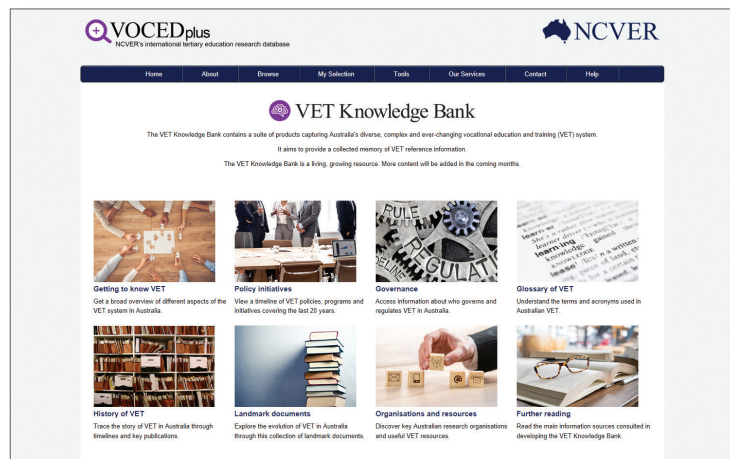 VOCEDplus
NCVER's international tertiary education research database
NCVER
Home About Browse My Selection Tools Our Services Contact Help
VET Knowledge Bank
The VET Knowledge Bank contains a suite of products capturing Australia's diverse, complex and ever-changing vocational education and training (VET) system.
It aims to provide a collected memory of VET reference information.
The VET Knowledge Bank is a living, growing resource. More content will be added in the coming months.
RULE
REGULATI
learner
learner driver
learning
knowledge gained
lease
Getting to know VET
Get a broad overview of different aspects of the
VET system in Australia.
Policy initiatives
View a timeline of VET policies, programs and
initiatives covering the last 20 years.
Governance
Access information about who governs and
regulates VET in Australia.
Glossary of VET
Understand the terms and acronyms used in
Australian VET.
@
History of VET
Trace the story of VET in Australia through
timelines and key publications.
Landmark documents
Explore the evolution of VET in Australia
through this collection of landmark documents.
Organisations and resources
Discover key Australian research organisations
and useful VET resources.
Further reading
Read the main information sources consulted in
developing the VET Knowledge Bank.